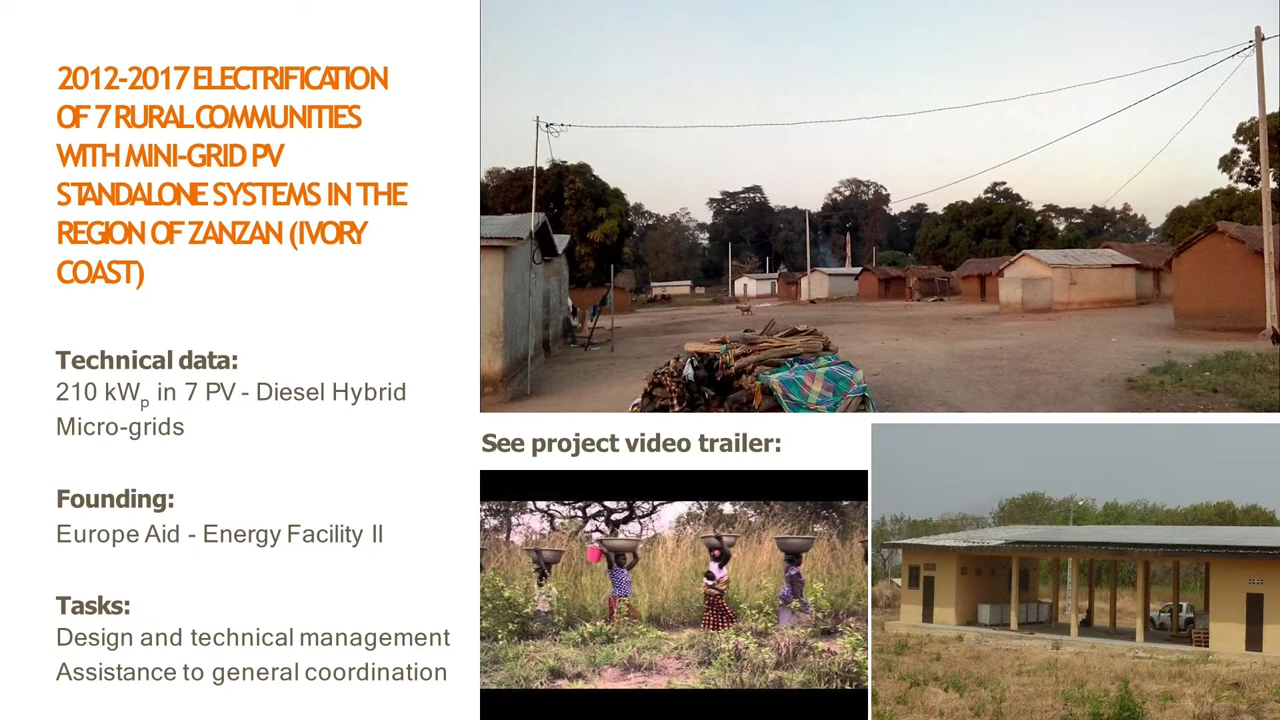 2012-2017 ELECTRIFICATION
OF 7 RURAL COMMUNITIES
WITH MINI-GRID PV
STANDALONE SYSTEMS IN THE
REGION OF ZANZAN (IVORY
COAST)
Technical data:
210 kWp in 7 PV - Diesel Hybrid
Micro-grids
Founding:
Europe Aid - Energy Facility II
Tasks:
Design and technical management
Assistance to general coordination
See project video trailer: